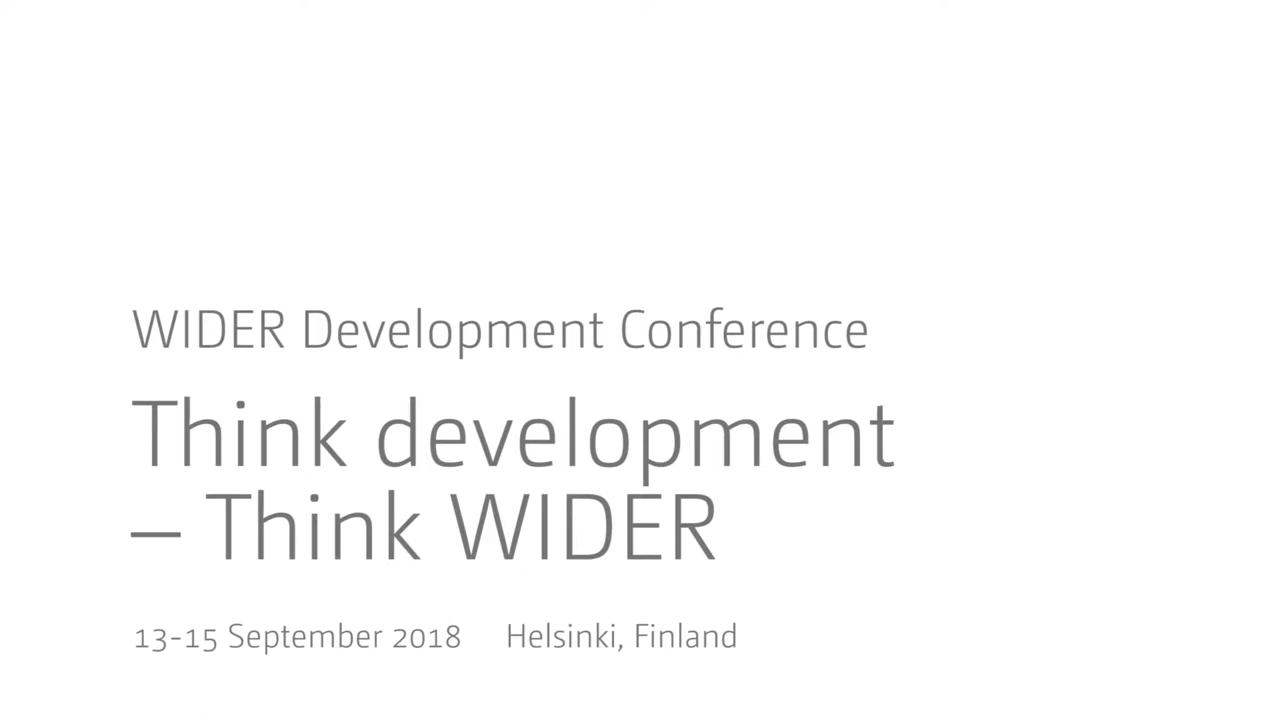 WIDER Development Conference
Think development
– Think WIDER
13-15 September 2018 Helsinki, Finland